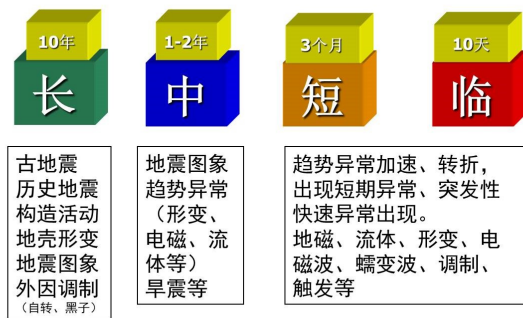 10年
1-2年
3个月
10天
长
中
短
临
古地震
历史地震
构造活动
地壳形变
地震图象
外因调制
（自转、黑子）
地震图象
趋势异常
（形变、
电磁、流
体等）
旱震等
趋势异常加速、转折，
出现短期异常、突发性
快速异常出现。
地磁、流体、形变、电
磁波、蠕变波、调制、
触发等